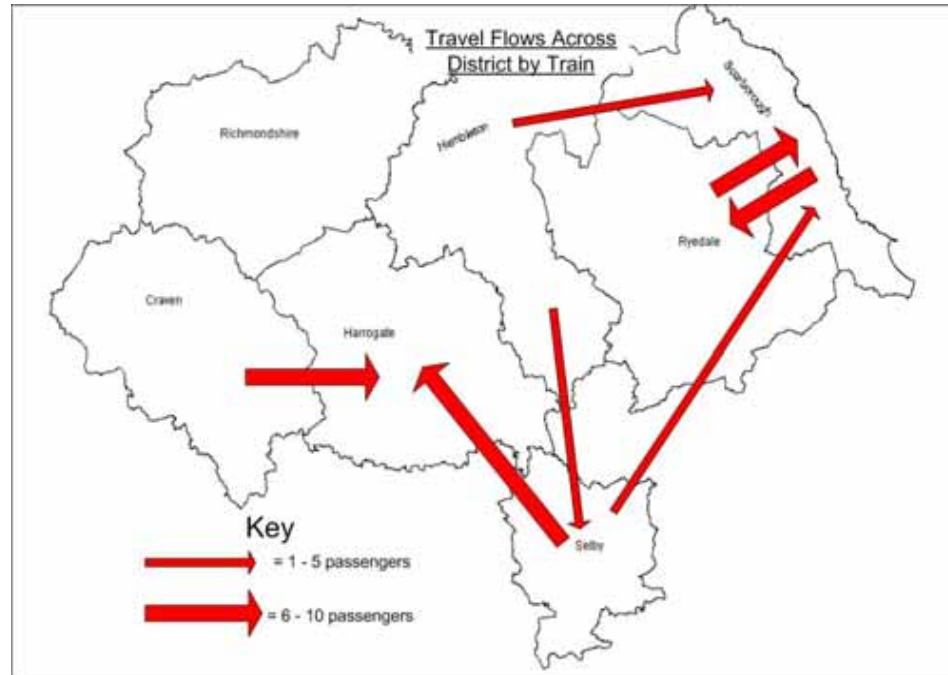 Travel Flows Across
District by Train
Scarborough
Richmondshire
Hambleton
Ryedale
Craven
Harrogate
Selby
Key
= 1 - 5 passengers
= 6 - 10 passengers